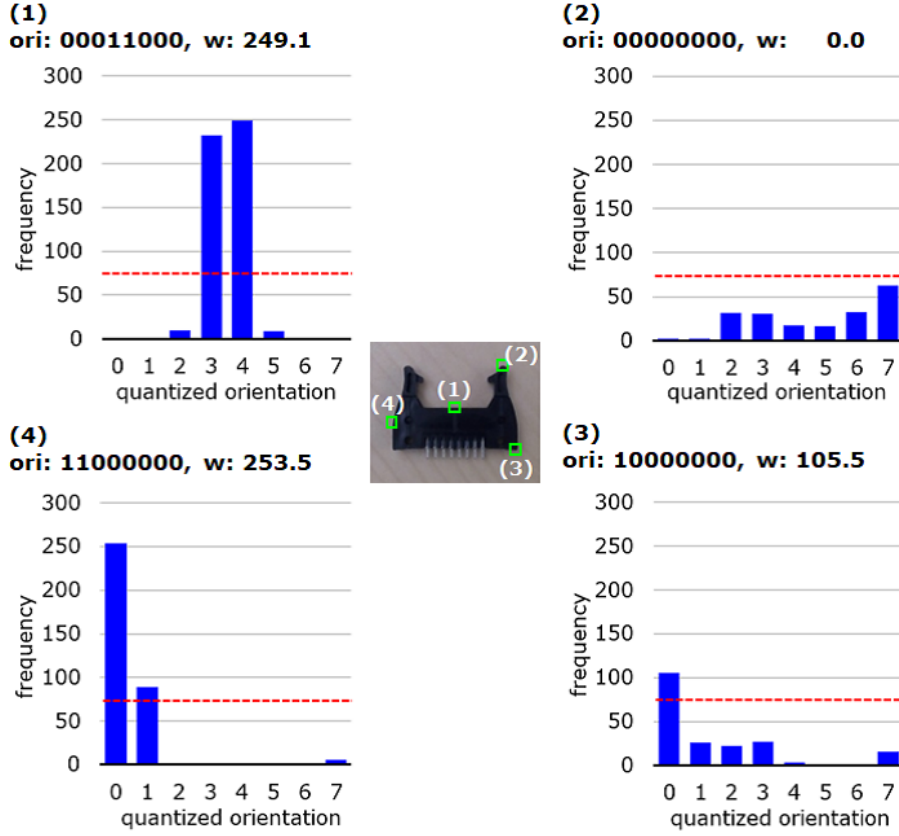 (1)
ori: 00011000, w: 249.1
300
250
200
150
100
50
0
frequency
0 1 2 3 4 5 6 7
quantized orientation
(2)
ori: 00000000, w: 0.0
300
250
200
150
100
50
0
frequency
0 1 2 3 4 5 6 7
quantized orientation
(2)
(1)
(4)
(3)
(4)
ori: 11000000, w: 253.5
300
250
200
150
100
50
0
frequency
0 1 2 3 4 5 6 7
quantized orientation
(3)
ori: 10000000, w: 105.5
300
250
200
150
100
50
0
frequency
0 1 2 3 4 5 6 7
quantized orientation